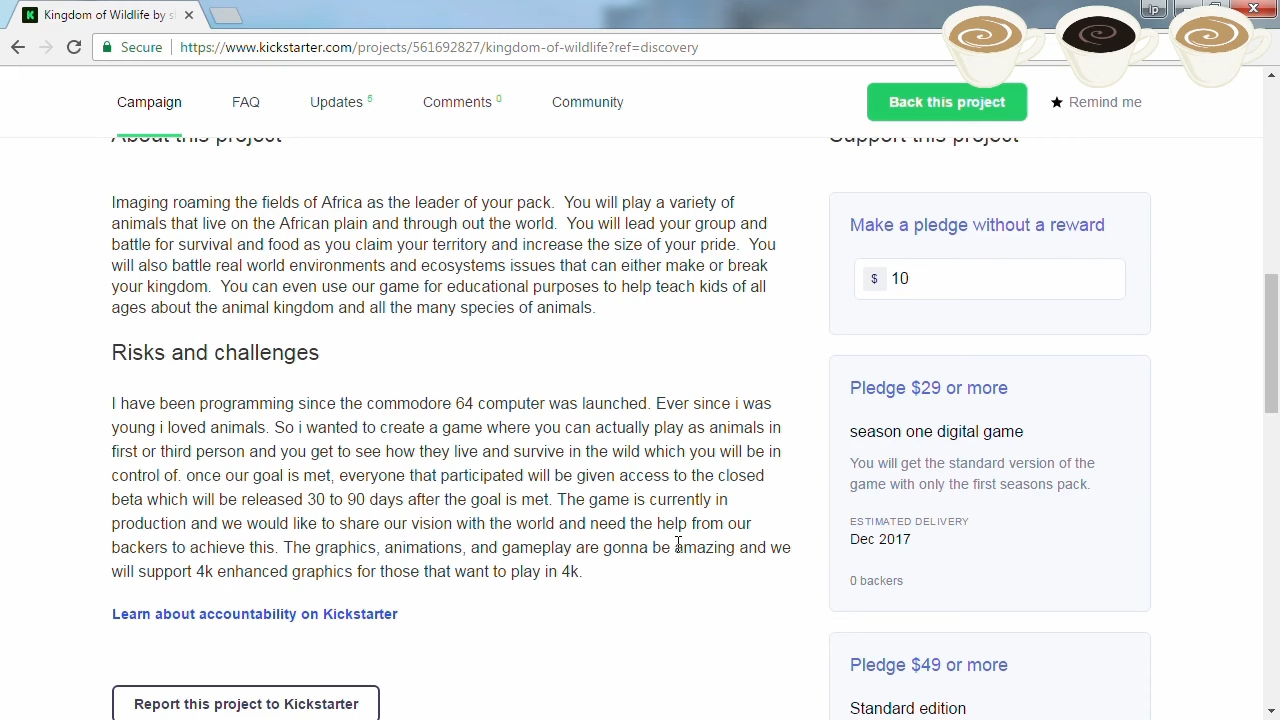 Kingdom of Wildlife by s
Secure
https://www.kickstarter.com/projects/561692827/kingdom-of-wildlife?ref=discovery
Campaign
FAQ
Updates 5
Comments 0
Community
Back this project
Remind me
About this project
Imaging roaming the fields of Africa as the leader of your pack. You will play a variety of
animals that live on the African plain and through out the world. You will lead your group and
battle for survival and food as you claim your territory and increase the size of your pride. You
will also battle real world environments and ecosystems issues that can either make or break
your kingdom. You can even use our game for educational purposes to help teach kids of all
ages about the animal kingdom and all the many species of animals.
Risks and challenges
I have been programming since the commodore 64 computer was launched. Ever since i was
young i loved animals. So i wanted to create a game where you can actually play as animals in
first or third person and you get to see how they live and survive in the wild which you will be in
control of. once our goal is met, everyone that participated will be given access to the closed
beta which will be released 30 to 90 days after the goal is met. The game is currently in
production and we would like to share our vision with the world and need the help from our
backers to achieve this. The graphics, animations, and gameplay are gonna be amazing and we
will support 4k enhanced graphics for those that want to play in 4k.
Learn about accountability on Kickstarter
Report this project to Kickstarter
Support this project
Make a pledge without a reward
$ 10
Pledge $29 or more
season one digital game
You will get the standard version of the
game with only the first seasons pack.
ESTIMATED DELIVERY
Dec 2017
0 backers
Pledge $49 or more
Standard edition